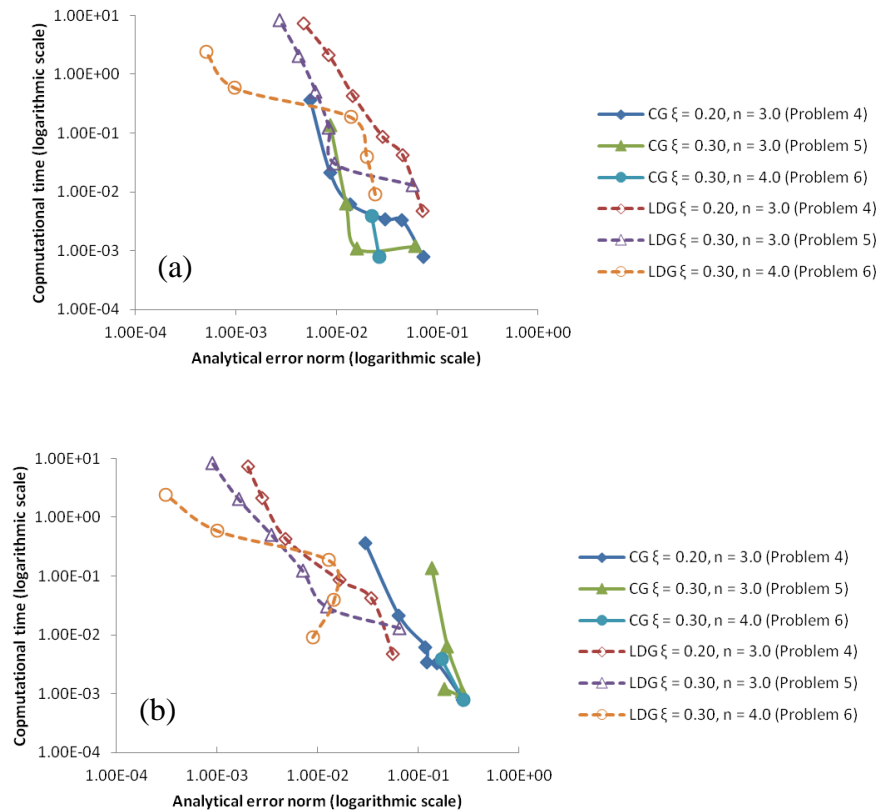 Copmutational time (logarithmic scale)
1.00E+01
1.00E+00
1.00E-01
1.00E-02
1.00E-03
1.00E-04
(a)
1.00E-04 1.00E-03 1.00E-02 1.00E-01 1.00E+00
Analytical error norm (logarithmic scale)
CG ξ = 0.20, n = 3.0 (Problem 4)
CG ξ = 0.30, n = 3.0 (Problem 5)
CG ξ = 0.30, n = 4.0 (Problem 6)
LDG ξ = 0.20, n = 3.0 (Problem 4)
LDG ξ = 0.30, n = 3.0 (Problem 5)
LDG ξ = 0.30, n = 4.0 (Problem 6)
Copmutational time (logarithmic scale)
1.00E+01
1.00E+00
1.00E-01
1.00E-02
1.00E-03
1.00E-04
(b)
1.00E-04 1.00E-03 1.00E-02 1.00E-01 1.00E+00
Analytical error norm (logarithmic scale)
CG ξ = 0.20, n = 3.0 (Problem 4)
CG ξ = 0.30, n = 3.0 (Problem 5)
CG ξ = 0.30, n = 4.0 (Problem 6)
LDG ξ = 0.20, n = 3.0 (Problem 4)
LDG ξ = 0.30, n = 3.0 (Problem 5)
LDG ξ = 0.30, n = 4.0 (Problem 6)